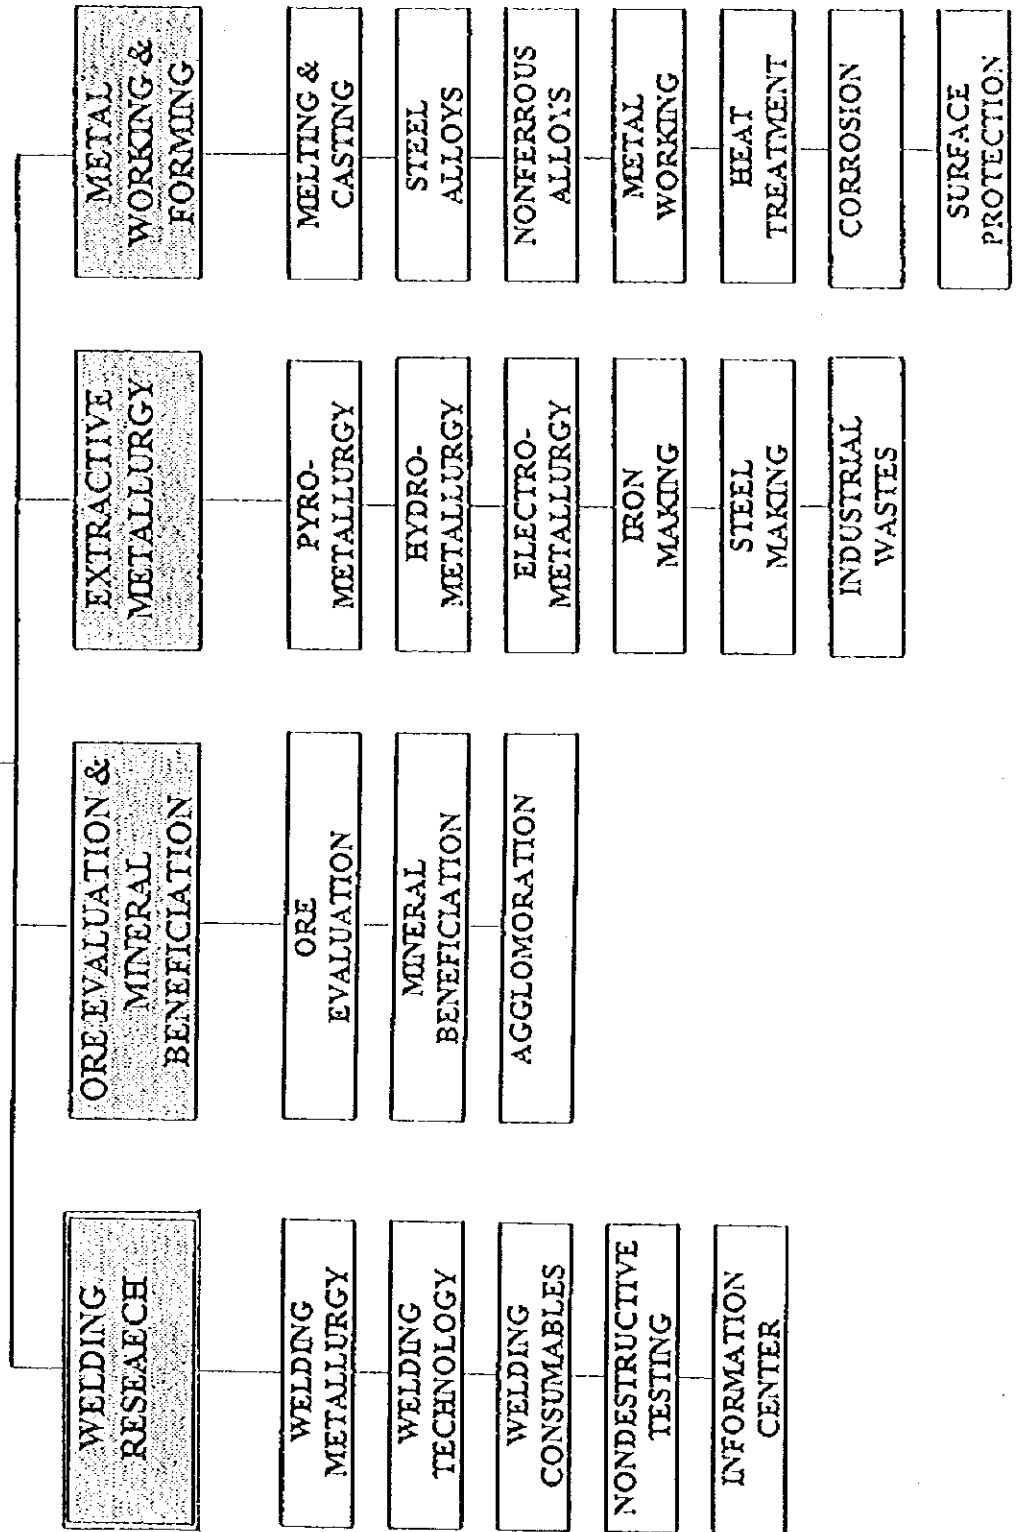 WELDING
RESEAECH
WELDING
METALLURGY
WELDING
TECHNOLOGY
WELDING
CONSUMABLES
NONDESTRUCTIVE
TESTING
INFORMATION
CENTER
ORE EVALUATION &
MINERAL
BENEFICIATION
ORE
EVALUATION
MINERAL
BENEFICIATION
AGGLOMORATION
EXTRACTIVE
METALLURGY
PYRO-
METALLURGY
HYDRO-
METALLURGY
ELECTRO-
METALLURGY
IRON
MAKING
STEEL
MAKING
INDUSTRIAL
WASTES
METAL
WORKING &
FORMING
MELTING &
CASTING
STEEL
ALLOYS
NONFERROUS
ALLOYS
METAL
WORKING
HEAT
TREATMENT
CORROSION
SURFACE
PROTECTION